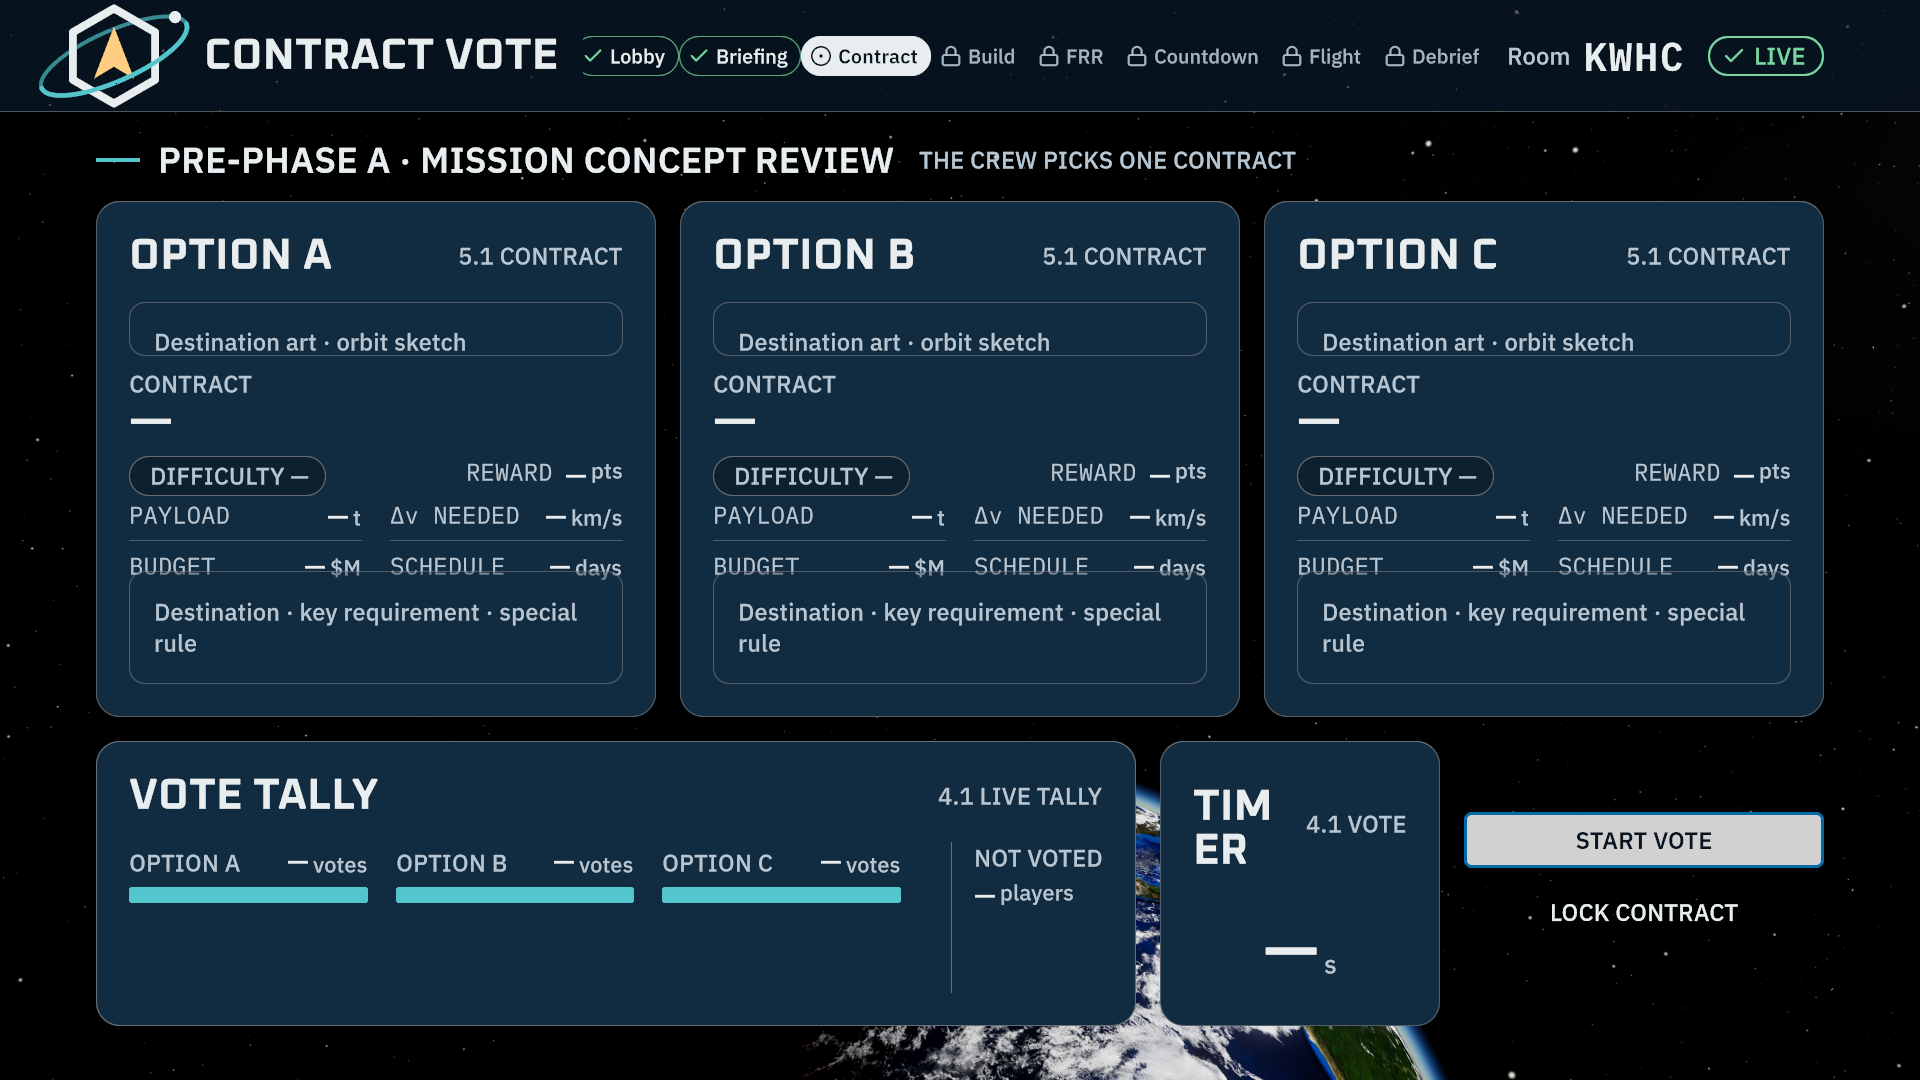 CONTRACT VOTE
Lobby
Briefing
Contract
Build
FRR
Countdown
Flight
Debrief
Room KWHC
LIVE
PRE-PHASE A · MISSION CONCEPT REVIEW
THE CREW PICKS ONE CONTRACT
OPTION A
5.1 CONTRACT
Destination art · orbit sketch
CONTRACT
—
DIFFICULTY —
REWARD — pts
PAYLOAD — t
Δv NEEDED — km/s
BUDGET — $M
SCHEDULE — days
Destination · key requirement · special
rule
OPTION B
5.1 CONTRACT
Destination art · orbit sketch
CONTRACT
—
DIFFICULTY —
REWARD — pts
PAYLOAD — t
Δv NEEDED — km/s
BUDGET — $M
SCHEDULE — days
Destination · key requirement · special
rule
OPTION C
5.1 CONTRACT
Destination art · orbit sketch
CONTRACT
—
DIFFICULTY —
REWARD — pts
PAYLOAD — t
Δv NEEDED — km/s
BUDGET — $M
SCHEDULE — days
Destination · key requirement · special
rule
VOTE TALLY
4.1 LIVE TALLY
OPTION A — votes
OPTION B — votes
OPTION C — votes
NOT VOTED
— players
TIM
ER
4.1 VOTE
— s
START VOTE
LOCK CONTRACT